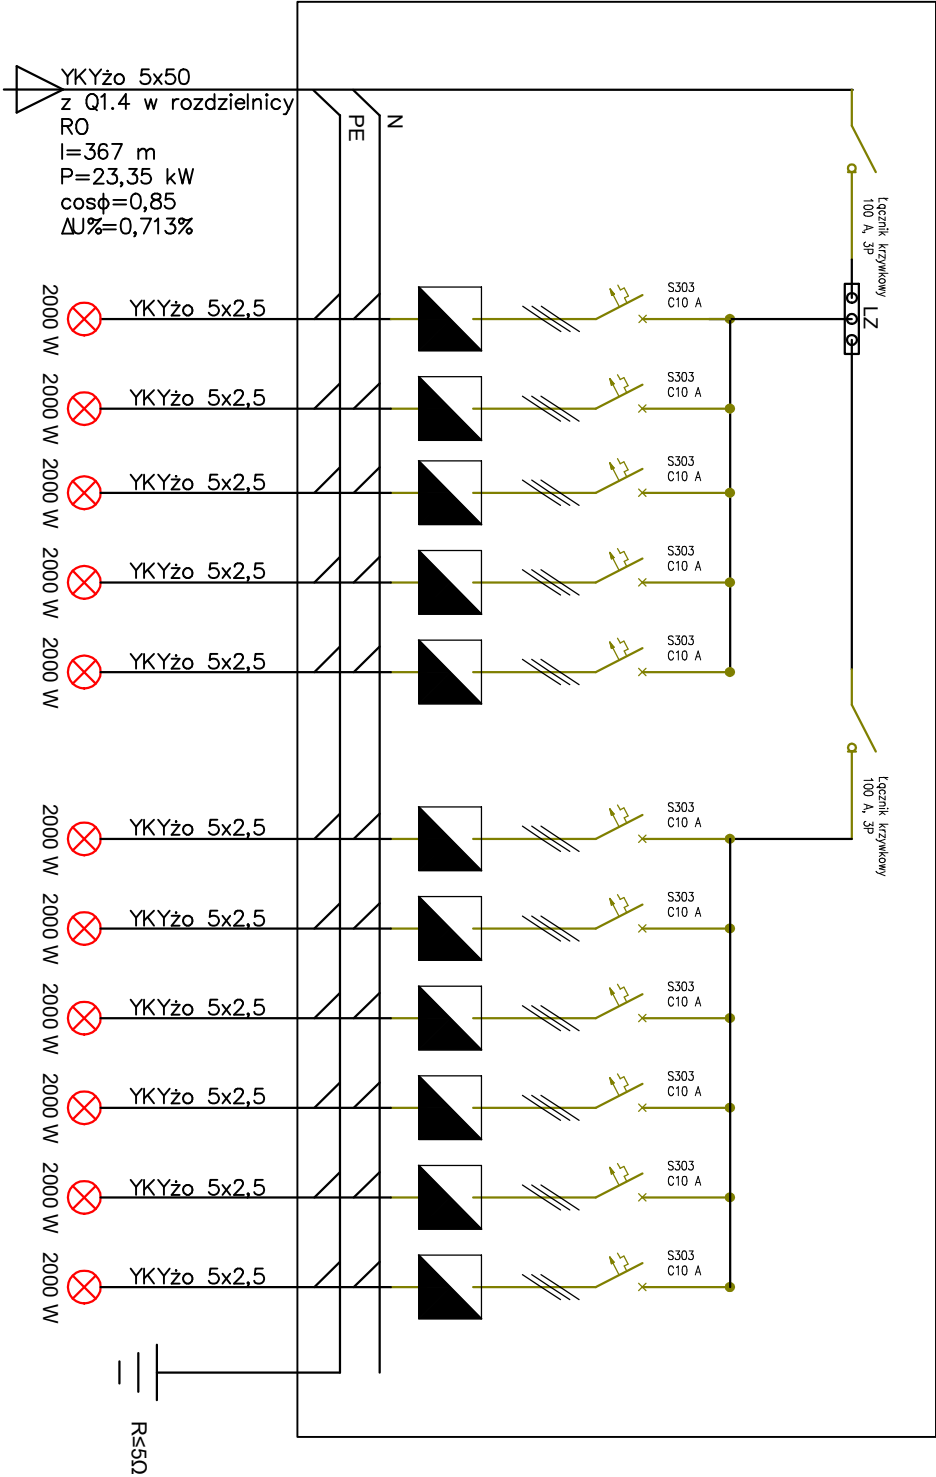 YKYżo 5x50
z Q1.4 w rozdzielnicy
RO
l=367 m
P=23,35 kW
cosϕ=0,85
ΔU%=0,713%
PE
N
Łącznik krzywkowy
100 A, 3P
LZ
2000 W
YKYżo 5x2,5
S303
C10 A
2000 W
YKYżo 5x2,5
S303
C10 A
2000 W
YKYżo 5x2,5
S303
C10 A
2000 W
YKYżo 5x2,5
S303
C10 A
2000 W
YKYżo 5x2,5
S303
C10 A
Łącznik krzywkowy
100 A, 3P
2000 W
YKYżo 5x2,5
S303
C10 A
2000 W
YKYżo 5x2,5
S303
C10 A
2000 W
YKYżo 5x2,5
S303
C10 A
2000 W
YKYżo 5x2,5
S303
C10 A
2000 W
YKYżo 5x2,5
S303
C10 A
2000 W
YKYżo 5x2,5
S303
C10 A
R≤5Ω